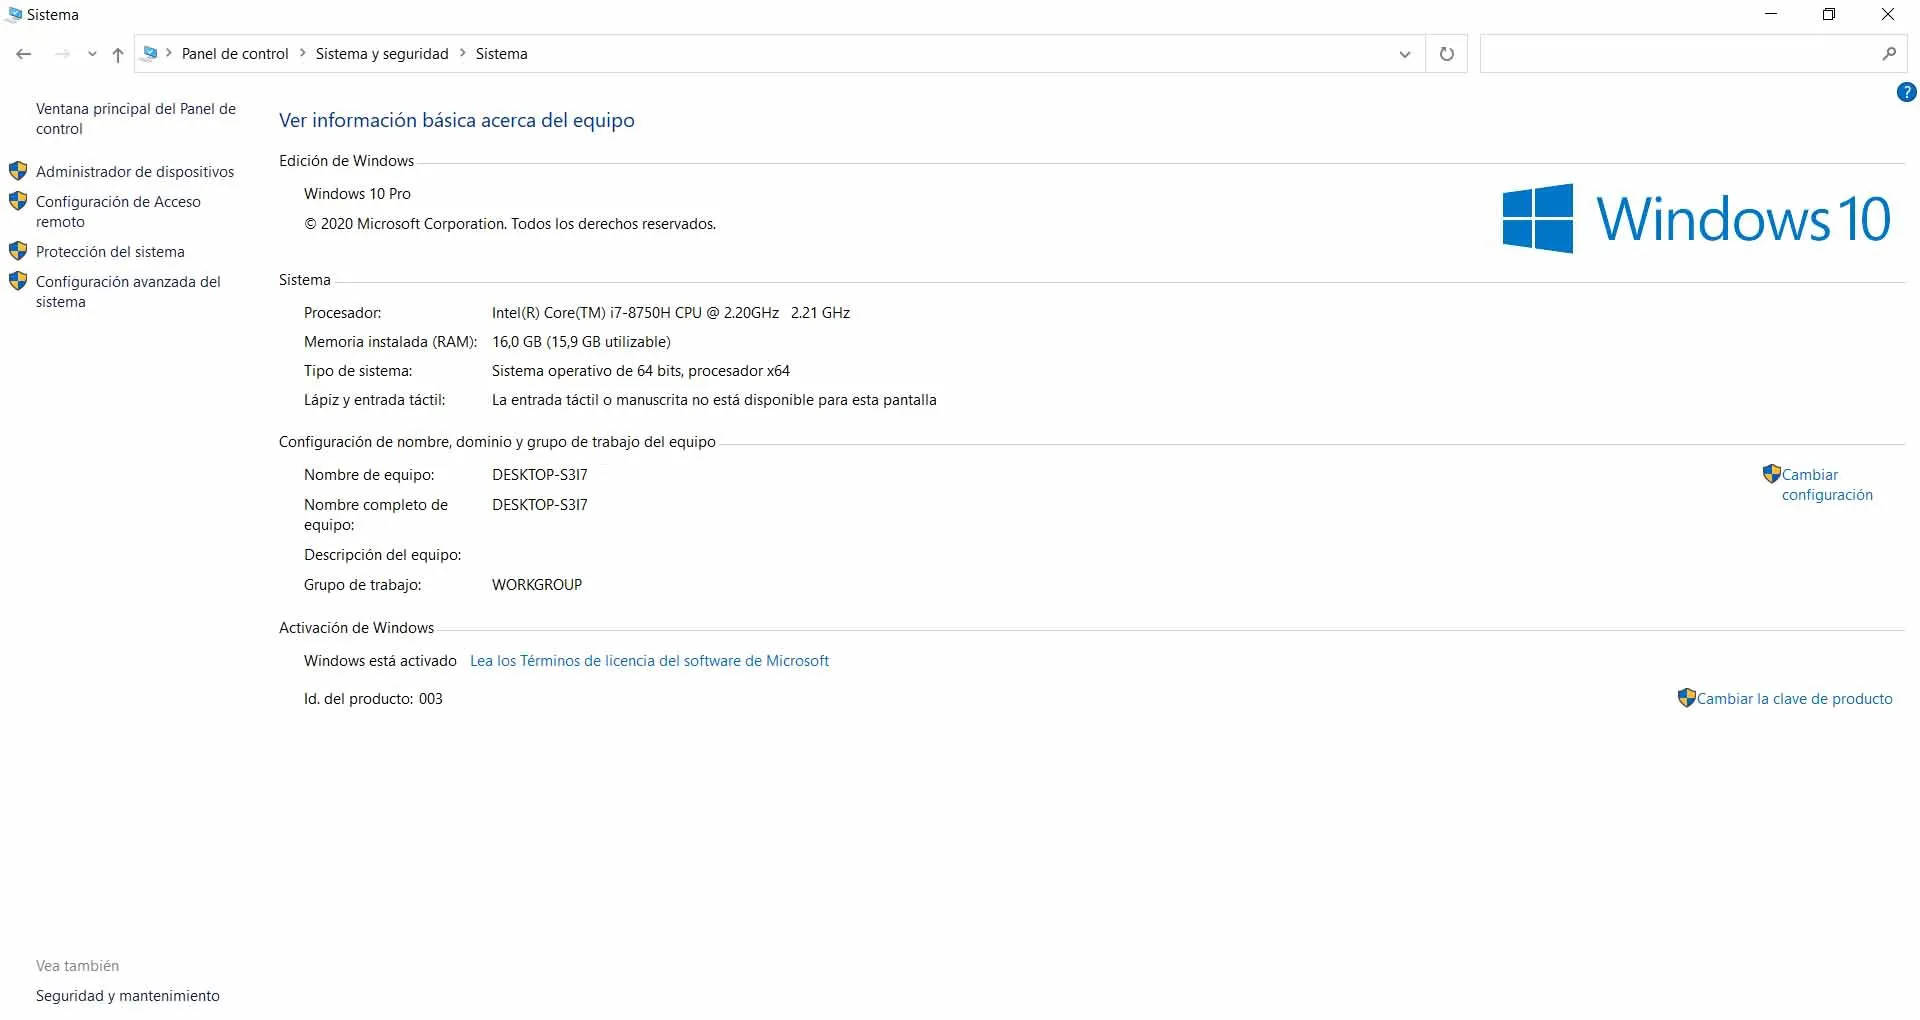 Sistema
Panel de control > Sistema y seguridad > Sistema
?
Ventana principal del Panel de
control
Administrador de dispositivos
Configuración de Acceso
remoto
Protección del sistema
Configuración avanzada del
sistema
Ver información básica acerca del equipo
Edición de Windows
Windows 10 Pro
© 2020 Microsoft Corporation. Todos los derechos reservados.
Windows 10
Sistema
Procesador: Intel(R) Core(TM) i7-8750H CPU @ 2.20GHz 2.21 GHz
Memoria instalada (RAM): 16,0 GB (15,9 GB utilizable)
Tipo de sistema: Sistema operativo de 64 bits, procesador x64
Lápiz y entrada táctil: La entrada táctil o manuscrita no está disponible para esta pantalla
Configuración de nombre, dominio y grupo de trabajo del equipo
Nombre de equipo: DESKTOP-S3I7
Cambiar
configuración
Nombre completo de
equipo:
DESKTOP-S3I7
Descripción del equipo:
Grupo de trabajo: WORKGROUP
Activación de Windows
Windows está activado Lea los Términos de licencia del software de Microsoft
Id. del producto: 003
Cambiar la clave de producto
Vea también
Seguridad y mantenimiento